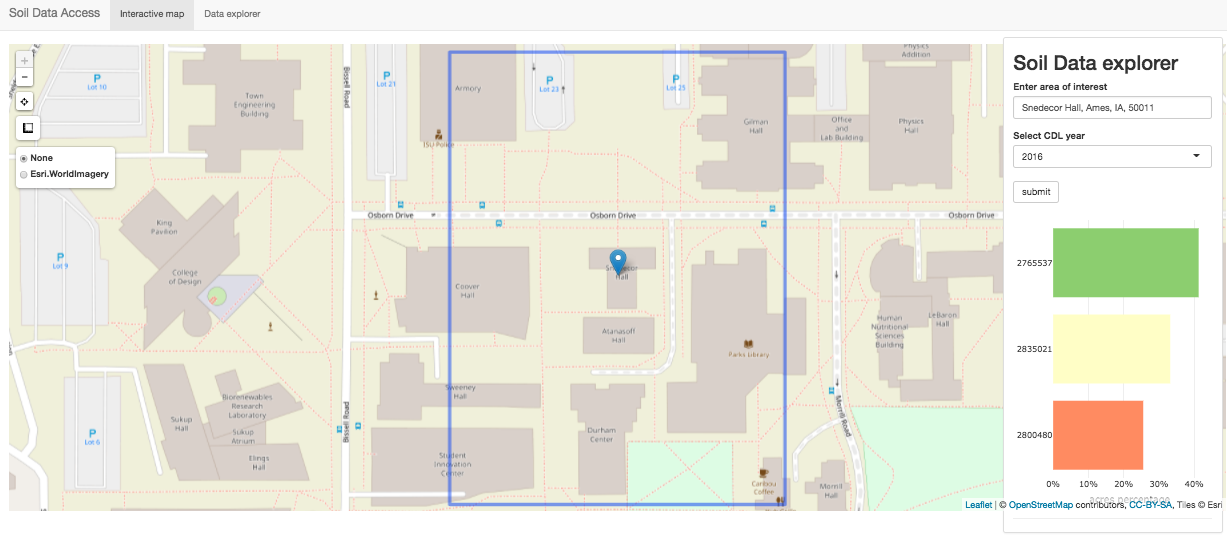 Soil Data Access
Interactive map
Data explorer
+
−
None
Esri.WorldImagery
P
Lot 10
Town
Engineering
Building
Bissell Road
P
Lot 21
Armory
ISU Police
P
Lot 23
P
Lot 25
Gilman
Hall
Office
and
Lab Building
Physics
Addition
Physics
Hall
Osborn Drive
Osborn Drive
Osborn Drive
King
Pavilion
College
of Design
P
Lot 9
Coover
Hall
Snedecor
Hall
Atanasoff
Hall
Parks Library
Human
Nutritional
Sciences
Building
LeBaron
Hall
Sweeney
Hall
Biorenewables
Research
Laboratory
Sukup
Hall
Sukup
Atrium
Elings
Hall
P
Lot 6
Bissell Road
Durham
Center
Student
Innovation
Center
Morrill Road
Caribou
Coffee
Morrill
Hall
Soil Data explorer
Enter area of interest
Snedecor Hall, Ames, IA, 50011
Select CDL year
2016
submit
2765537
2835021
2800480
0% 10% 20% 30% 40%
acres percentage
Leaflet | © OpenStreetMap contributors, CC-BY-SA, Tiles © Esri